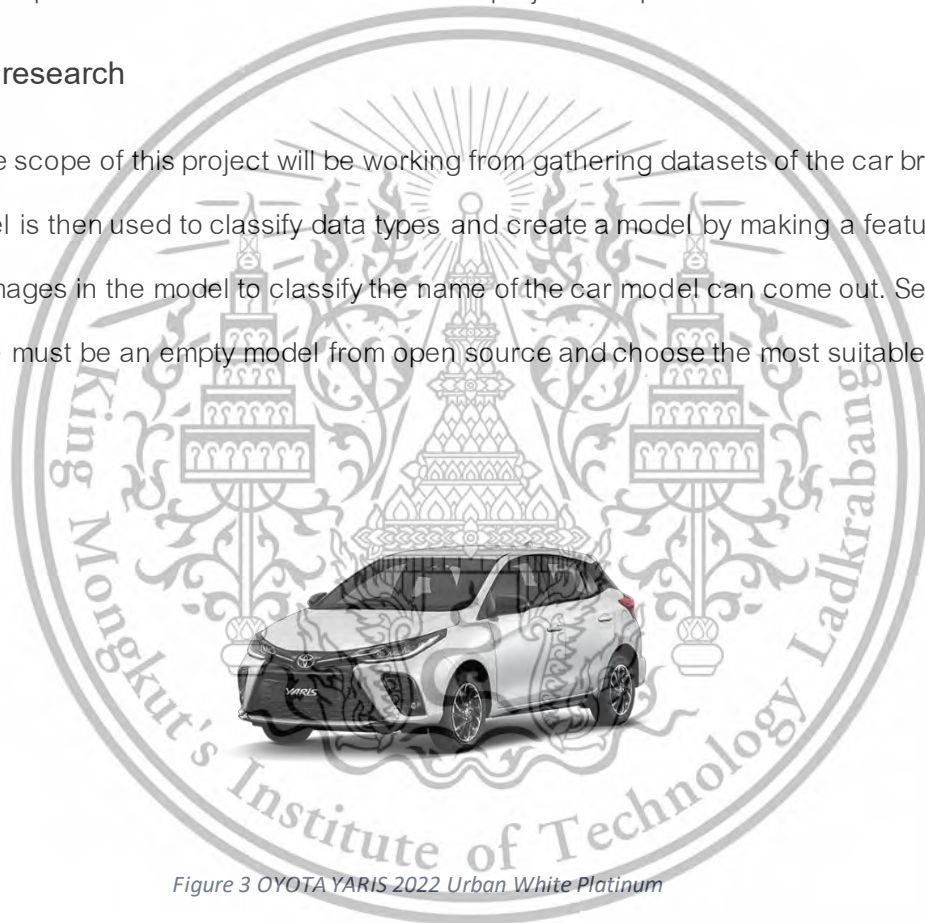 research
e scope of this project will be working from gathering datasets of the car br
el is then used to classify data types and create a model by making a featu
mages in the model to classify the name of the car model can come out. Se
must be an empty model from open source and choose the most suitable
King Mongkut's Institute of Technology Ladkrabang
YARIS
Figure 3 OYOTA YARIS 2022 Urban White Platinum